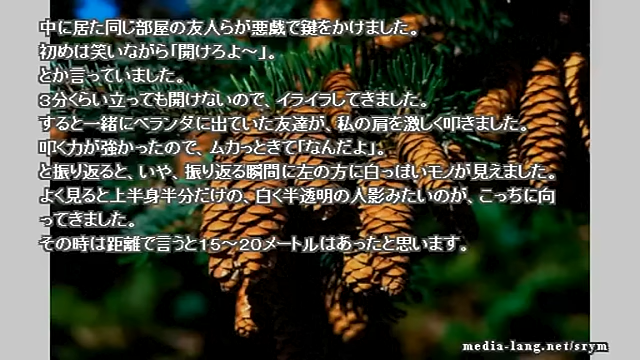 中に居た同じ部屋の友人らが悪戯で鍵をかけました。
初めは笑いながら「開けろよ～」。
とか言っていました。
３分くらい立っても開けないので、イライラしてきました。
すると一緒にベランダに出ていた友達が、私の肩を激しく叩きました。
叩く力が強かったので、ムカっときて「なんだよ」。
と振り返ると、いや、振り返る瞬間に左の方に白っぽいモノが見えました。
よく見ると上半身半分だけの、白く半透明の人影みたいのが、こっちに向
ってきました。
その時は距離で言うと１５～２０メートルはあったと思います。
media-lang.net/srym